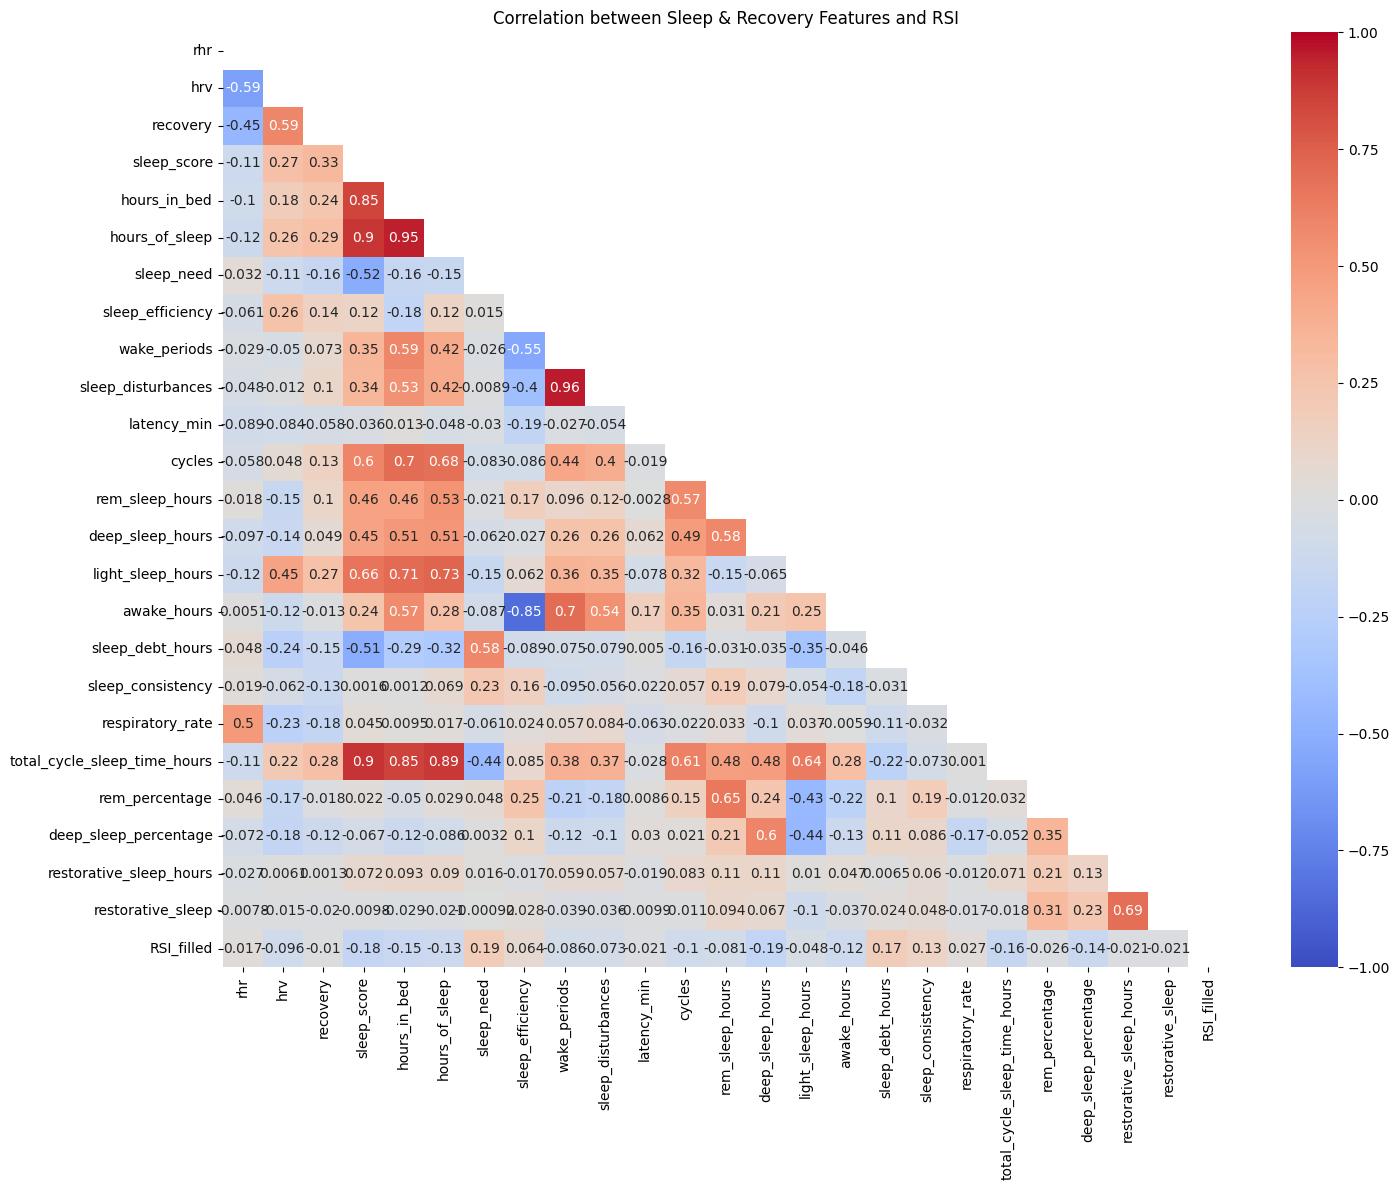 Correlation between Sleep & Recovery Features and RSI
rhr
hrv -0.59
recovery -0.45 0.59
sleep_score -0.11 0.27 0.33
hours_in_bed -0.1 0.18 0.24 0.85
hours_of_sleep -0.12 0.26 0.29 0.9 0.95
sleep_need 0.032 -0.11 -0.16 -0.52 -0.16 -0.15
sleep_efficiency -0.061 0.26 0.14 0.12 -0.18 0.12 0.015
wake_periods -0.029 -0.05 0.073 0.35 0.59 0.42 -0.026 -0.55
sleep_disturbances -0.048 -0.012 0.1 0.34 0.53 0.42 -0.0089 -0.4 0.96
latency_min -0.089 -0.084 -0.058 -0.036 0.013 -0.048 -0.03 -0.19 -0.027 -0.054
cycles -0.058 0.048 0.13 0.6 0.7 0.68 -0.083 -0.086 0.44 0.4 -0.019
rem_sleep_hours 0.018 -0.15 0.1 0.46 0.46 0.53 -0.021 0.17 0.096 0.12 -0.0028 0.57
deep_sleep_hours -0.097 -0.14 0.049 0.45 0.51 0.51 -0.062 -0.027 0.26 0.26 0.062 0.49 0.58
light_sleep_hours -0.12 0.45 0.27 0.66 0.71 0.73 -0.15 0.062 0.36 0.35 -0.078 0.32 -0.15 -0.065
awake_hours 0.0051 -0.12 -0.013 0.24 0.57 0.28 -0.087 -0.85 0.7 0.54 0.17 0.35 0.031 0.21 0.25
sleep_debt_hours 0.048 -0.24 -0.15 -0.51 -0.29 -0.32 0.58 -0.089 -0.075 -0.079 0.005 -0.16 -0.031 -0.035 -0.35 -0.046
sleep_consistency 0.019 -0.062 -0.13 0.0016 0.0012 0.069 0.23 0.16 -0.095 -0.056 -0.022 0.057 0.19 0.079 -0.054 -0.18 -0.031
respiratory_rate 0.5 -0.23 -0.18 0.045 0.0095 0.017 -0.061 0.024 0.057 0.084 -0.063 -0.022 0.033 -0.1 0.037 -0.0059 -0.11 -0.032
total_cycle_sleep_time_hours -0.11 0.22 0.28 0.9 0.85 0.89 -0.44 0.085 0.38 0.37 -0.028 0.61 0.48 0.48 0.64 0.28 -0.22 -0.073 0.001
rem_percentage 0.046 -0.17 -0.018 0.022 -0.05 0.029 0.048 0.25 -0.21 -0.18 0.0086 0.15 0.65 0.24 -0.43 -0.22 0.1 0.19 -0.012 0.032
deep_sleep_percentage -0.072 -0.18 -0.12 -0.067 -0.12 -0.086 0.0032 0.1 -0.12 -0.1 0.03 0.021 0.21 0.6 -0.44 -0.13 0.11 0.086 -0.17 -0.052 0.35
restorative_sleep_hours -0.027 0.0061 0.0013 0.072 0.093 0.09 0.016 -0.017 0.059 0.057 -0.019 0.083 0.11 0.11 0.01 0.047 0.0065 0.06 -0.012 0.071 0.21 0.13
restorative_sleep -0.0078 -0.015 -0.02 -0.0098 -0.029 -0.021 -0.00092 0.028 -0.039 -0.036 -0.0099 0.011 0.094 0.067 -0.1 -0.037 0.024 0.048 -0.017 -0.018 0.31 0.23 0.69
RSI_filled -0.017 -0.096 -0.01 -0.18 -0.15 -0.13 0.19 0.064 -0.086 -0.073 -0.021 -0.1 -0.081 -0.19 -0.048 -0.12 0.17 0.13 0.027 -0.16 -0.026 -0.14 -0.021 -0.021
rhr
hrv
recovery
sleep_score
hours_in_bed
hours_of_sleep
sleep_need
sleep_efficiency
wake_periods
sleep_disturbances
latency_min
cycles
rem_sleep_hours
deep_sleep_hours
light_sleep_hours
awake_hours
sleep_debt_hours
sleep_consistency
respiratory_rate
total_cycle_sleep_time_hours
rem_percentage
deep_sleep_percentage
restorative_sleep_hours
restorative_sleep
RSI_filled
1.00
0.75
0.50
0.25
0.00
-0.25
-0.50
-0.75
-1.00